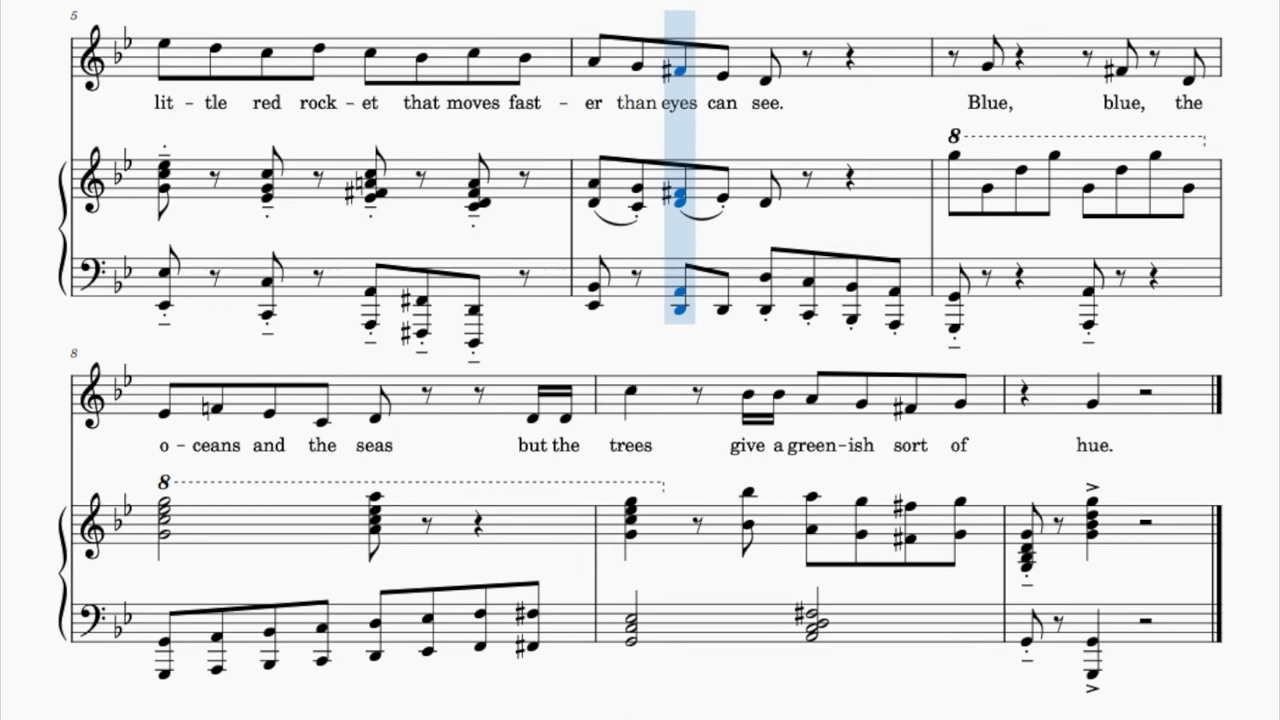 5
lit - tle red rock - et that moves fast - er than eyes can see. Blue, blue, the
8
8
o - ceans and the seas but the trees give a green-ish sort of hue.
8